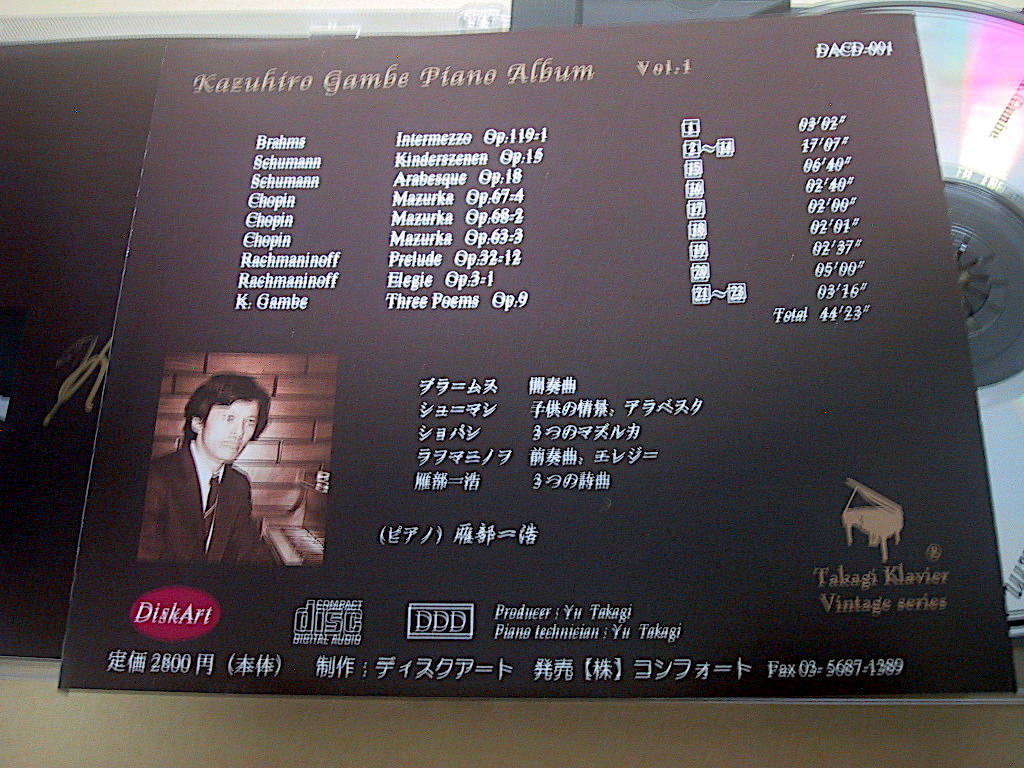 Kazuhiro Gambe Piano Album Vol.1 DACD-001
Brahms Intermezzo Op.119-1 1 03'02"
Schumann Kinderszenen Op.15 2~14 17'07"
Schumann Arabesque Op.18 15 06'40"
Chopin Mazurka Op.67-4 16 02'40"
Chopin Mazurka Op.68-2 17 02'00"
Chopin Mazurka Op.63-3 18 02'01"
Rachmaninoff Prelude Op.32-12 19 02'37"
Rachmaninoff Elegie Op.3-1 20 05'00"
K. Gambe Three Poems Op.9 21~23 03'16"
Total 44'23"
ブラームス 間奏曲
シューマン 子供の情景、アラベスク
ショパン 3つのマズルカ
ラフマニノフ 前奏曲、エレジー
雁部一浩 3つの詩曲
(ピアノ) 雁部一浩
Takagi Klavier ®
Vintage series
DiskArt
COMPACT
disc
DIGITAL AUDIO
DDD
Producer : Yu Takagi
Piano technician : Yu Takagi
定価2800円（本体） 制作：ディスクアート 発売【株】コジフォート Fax 03-5687-1389